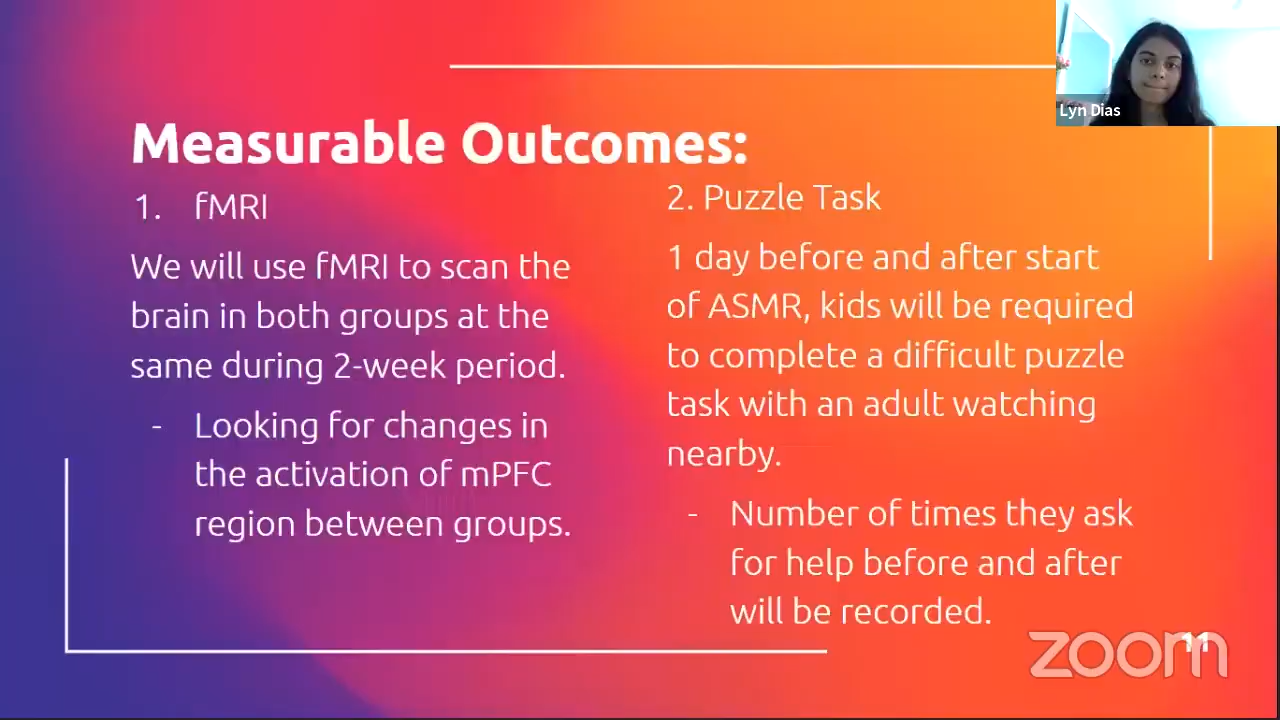 Lyn Dias
Measurable Outcomes:
1. fMRI
We will use fMRI to scan the
brain in both groups at the
same during 2-week period.
- Looking for changes in
the activation of mPFC
region between groups.
2. Puzzle Task
1 day before and after start
of ASMR, kids will be required
to complete a difficult puzzle
task with an adult watching
nearby.
- Number of times they ask
for help before and after
will be recorded.
11
zoom